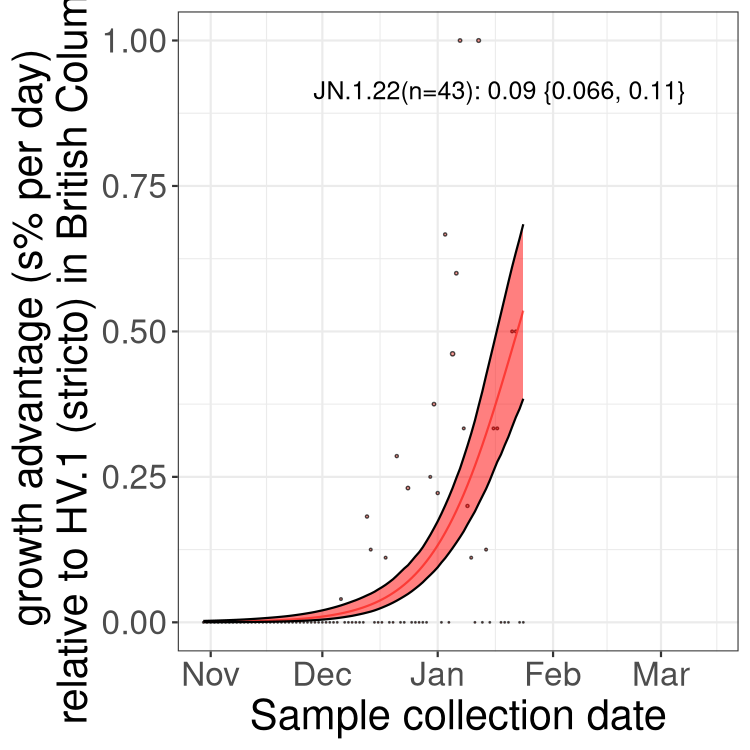 growth advantage (s% per day)
relative to HV.1 (stricto) in British Colum
1.00
0.75
0.50
0.25
0.00
JN.1.22(n=43): 0.09 {0.066, 0.11}
Nov Dec Jan Feb Mar
Sample collection date